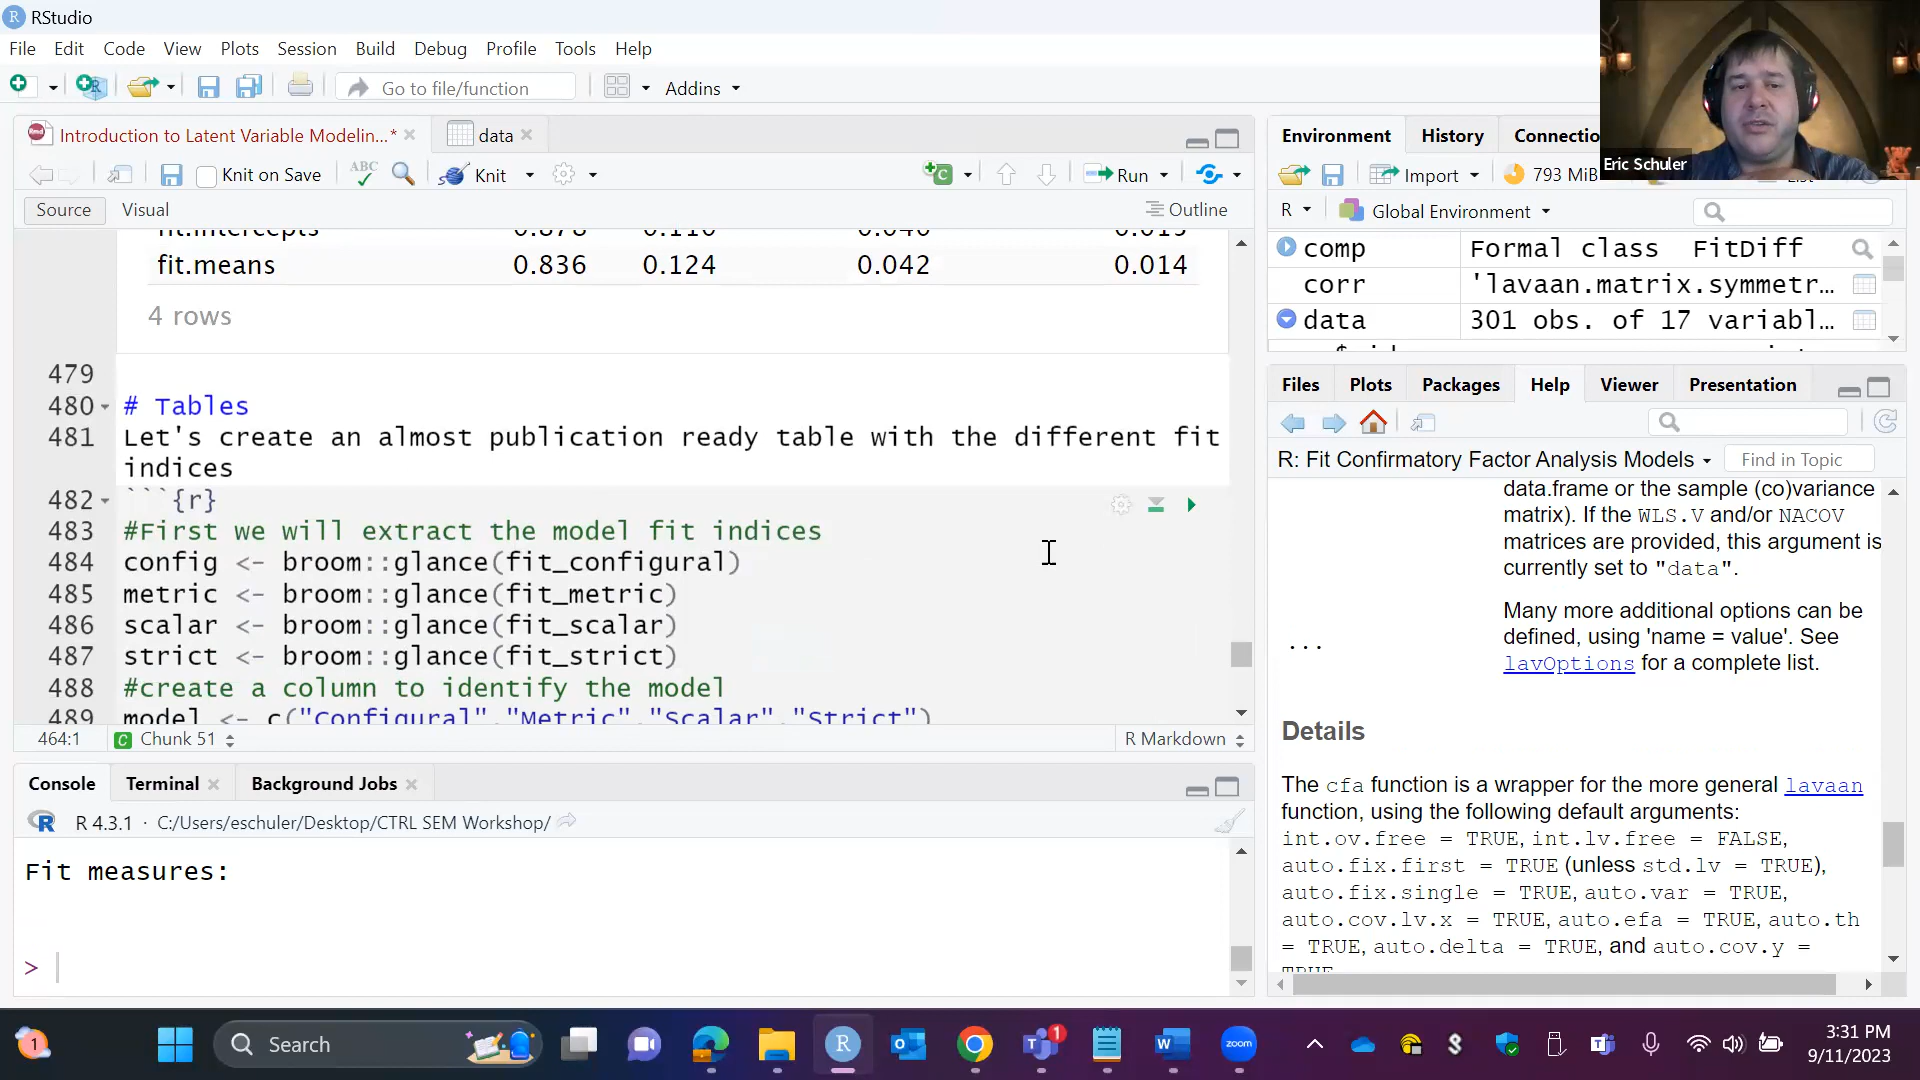 RStudio
File Edit Code View Plots Session Build Debug Profile Tools Help
Go to file/function
Addins
Introduction to Latent Variable Modelin...*
data
Knit on Save
ABC
Knit
Run
Source Visual
Outline
fit.means 0.836 0.124 0.042 0.014
4 rows
479
480 # Tables
481 Let's create an almost publication ready table with the different fit
indices
482 ```{r}
483 #First we will extract the model fit indices
484 config <- broom::glance(fit_configural)
485 metric <- broom::glance(fit_metric)
486 scalar <- broom::glance(fit_scalar)
487 strict <- broom::glance(fit_strict)
488 #create a column to identify the model
489 model <- c("Configural","Metric","Scalar","Strict")
464:1 Chunk 51 R Markdown
Console Terminal Background Jobs
R 4.3.1 · C:/Users/eschuler/Desktop/CTRL SEM Workshop/
Fit measures:
>
Environment History Connectio
Import 793 MiB
R Global Environment
comp Formal class FitDiff
corr 'lavaan.matrix.symmetr...
data 301 obs. of 17 variabl...
Eric Schuler
Files Plots Packages Help Viewer Presentation
R: Fit Confirmatory Factor Analysis Models Find in Topic
data.frame or the sample (co)variance
matrix). If the WLS.V and/or NACOV
matrices are provided, this argument is
currently set to "data".
... Many more additional options can be
defined, using 'name = value'. See
lavOptions for a complete list.
Details
The cfa function is a wrapper for the more general lavaan
function, using the following default arguments:
int.ov.free = TRUE, int.lv.free = FALSE,
auto.fix.first = TRUE (unless std.lv = TRUE),
auto.fix.single = TRUE, auto.var = TRUE,
auto.cov.lv.x = TRUE, auto.efa = TRUE, auto.th
= TRUE, auto.delta = TRUE, and auto.cov.y =
TRUE
1
Search
1
zoom
3:31 PM
9/11/2023